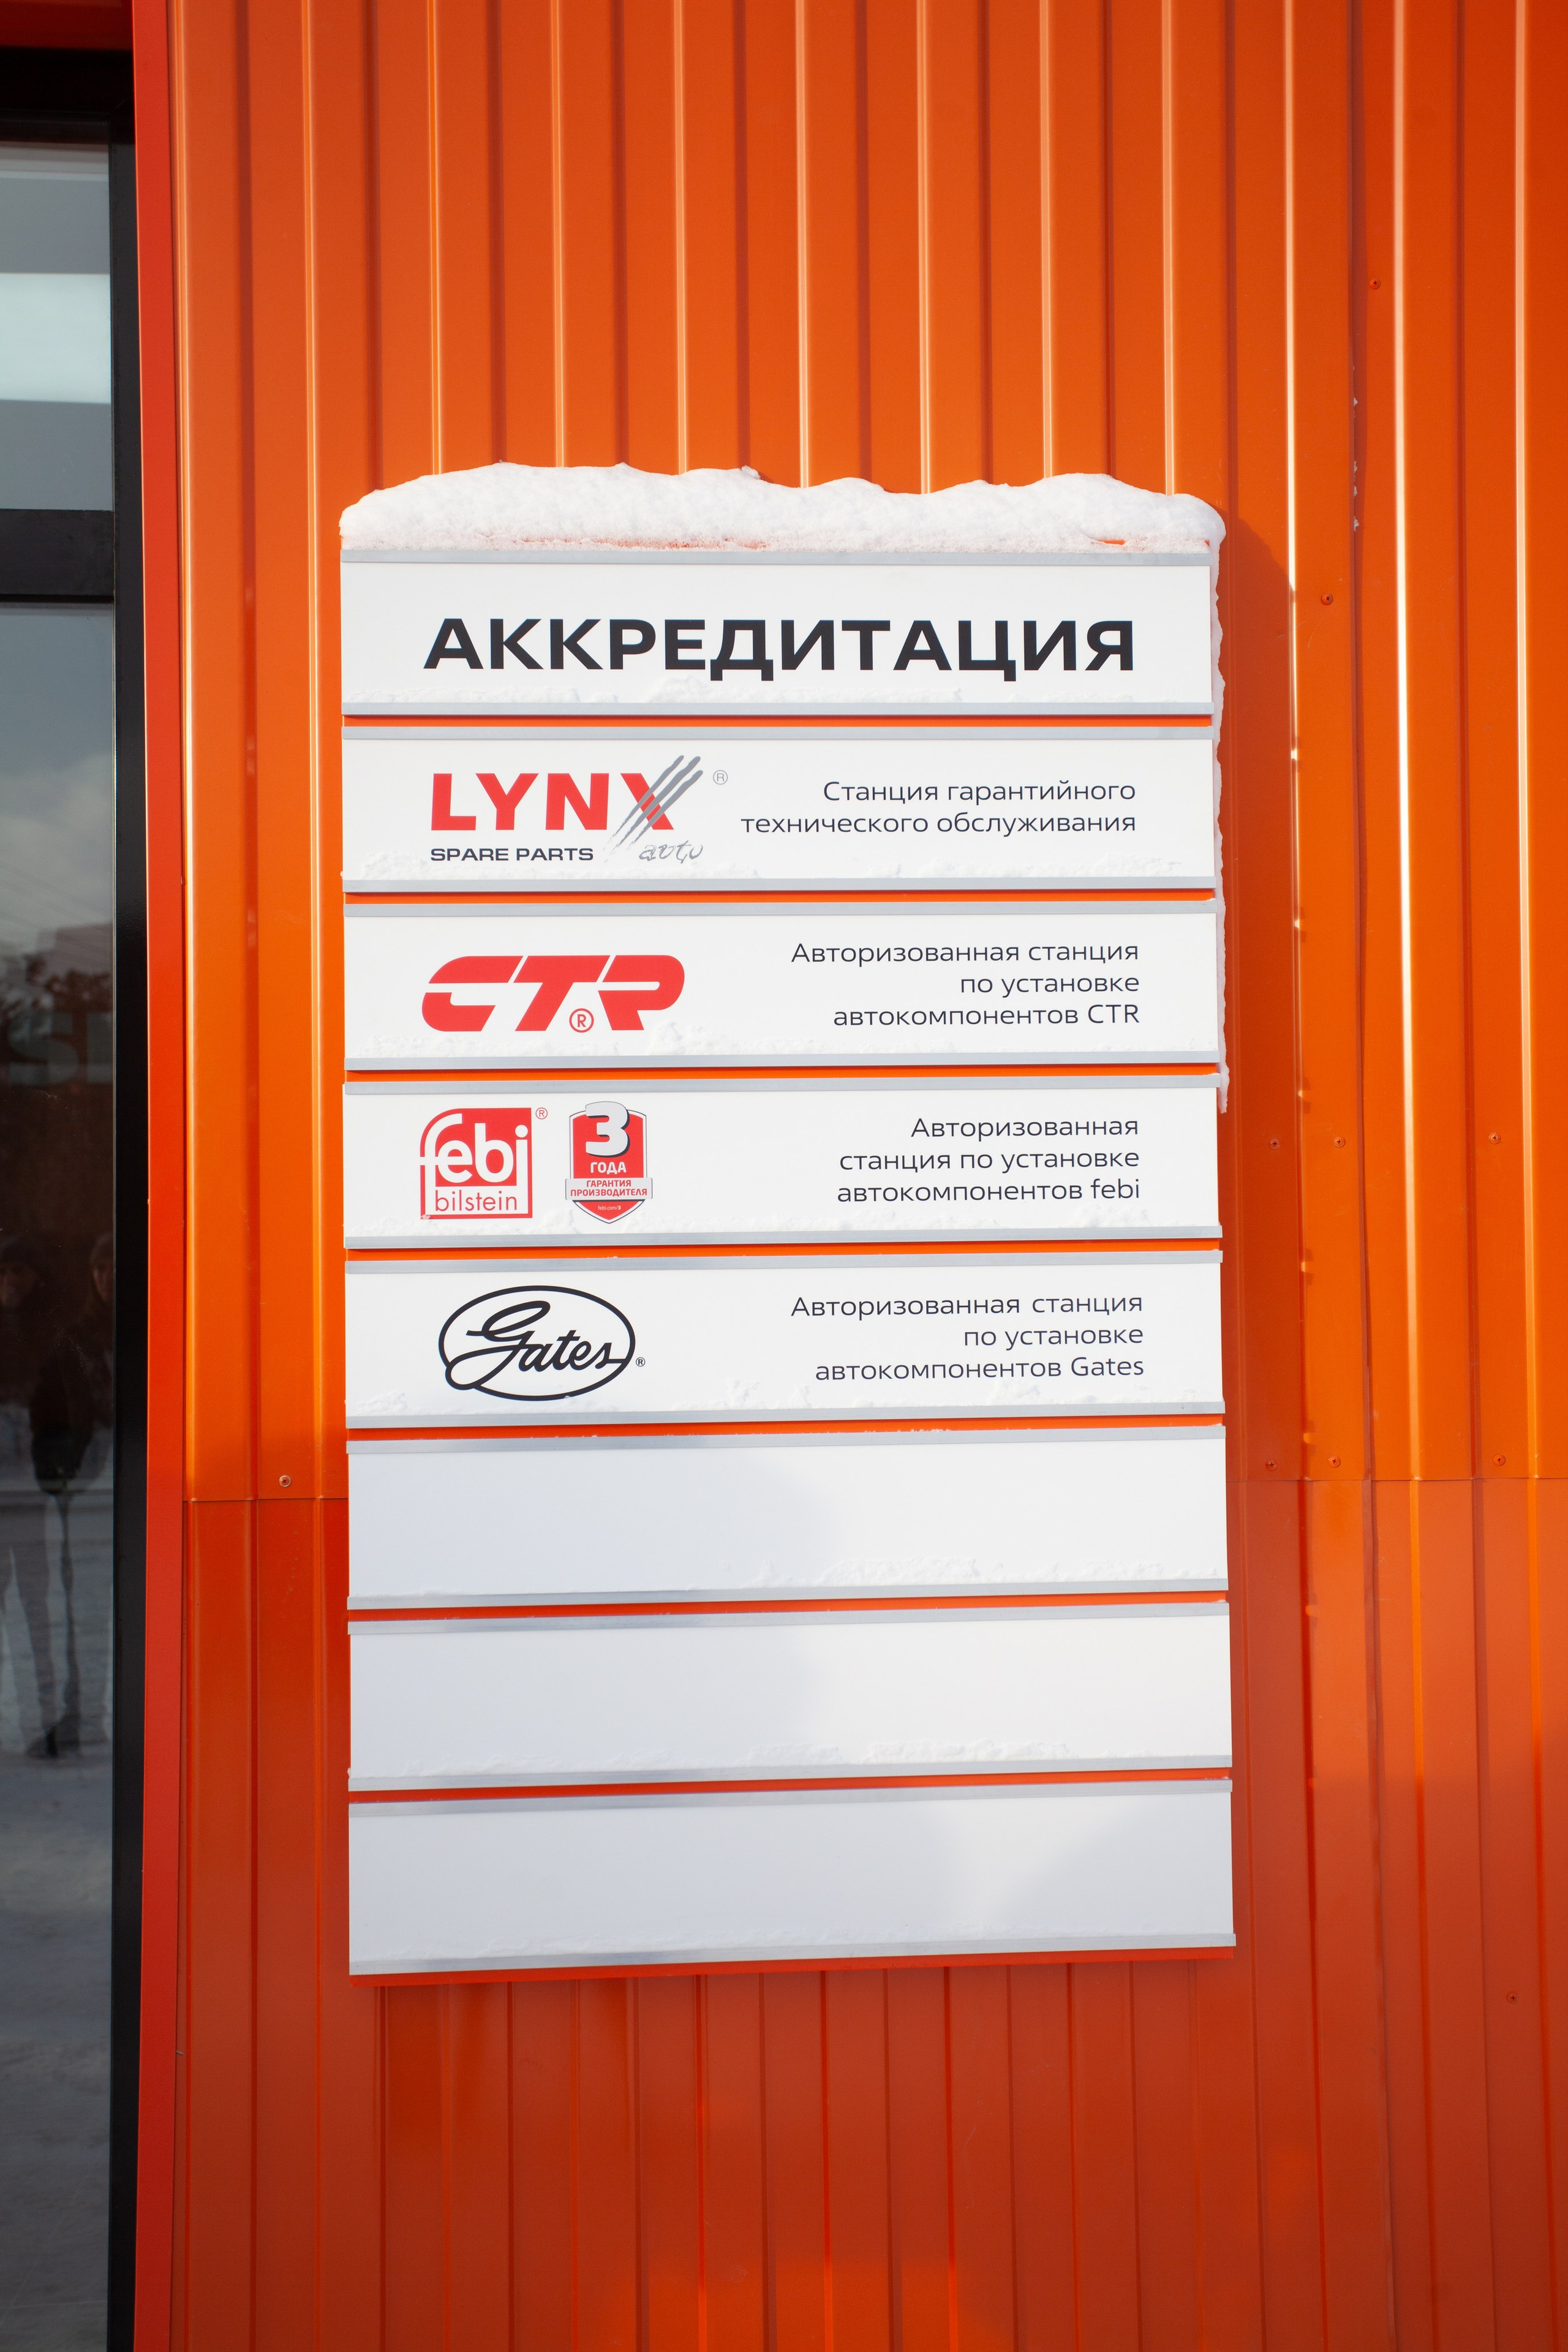 АККРЕДИТАЦИЯ
LYNX®
SPARE PARTS auto
Станция гарантийного
технического обслуживания
CTR®
Авторизованная станция
по установке
автокомпонентов CTR
febi®
bilstein
3
ГОДА
ГАРАНТИЯ
ПРОИЗВОДИТЕЛЯ
Авторизованная
станция по установке
автокомпонентов febi
Gates®
Авторизованная станция
по установке
автокомпонентов Gates